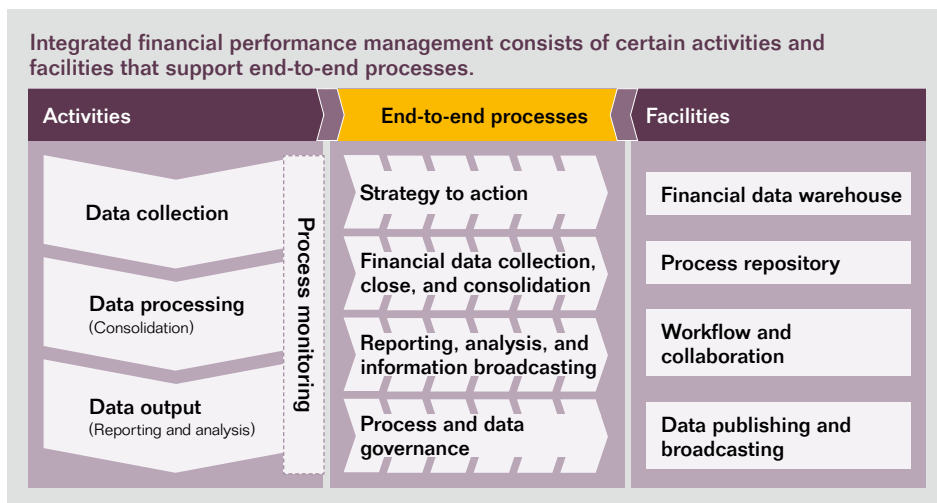 Integrated financial performance management consists of certain activities and
facilities that support end-to-end processes.
Activities
End-to-end processes
Facilities
Data collection
Data processing
(Consolidation)
Data output
(Reporting and analysis)
Process monitoring
Strategy to action
Financial data collection,
close, and consolidation
Reporting, analysis, and
information broadcasting
Process and data
governance
Financial data warehouse
Process repository
Workflow and
collaboration
Data publishing and
broadcasting